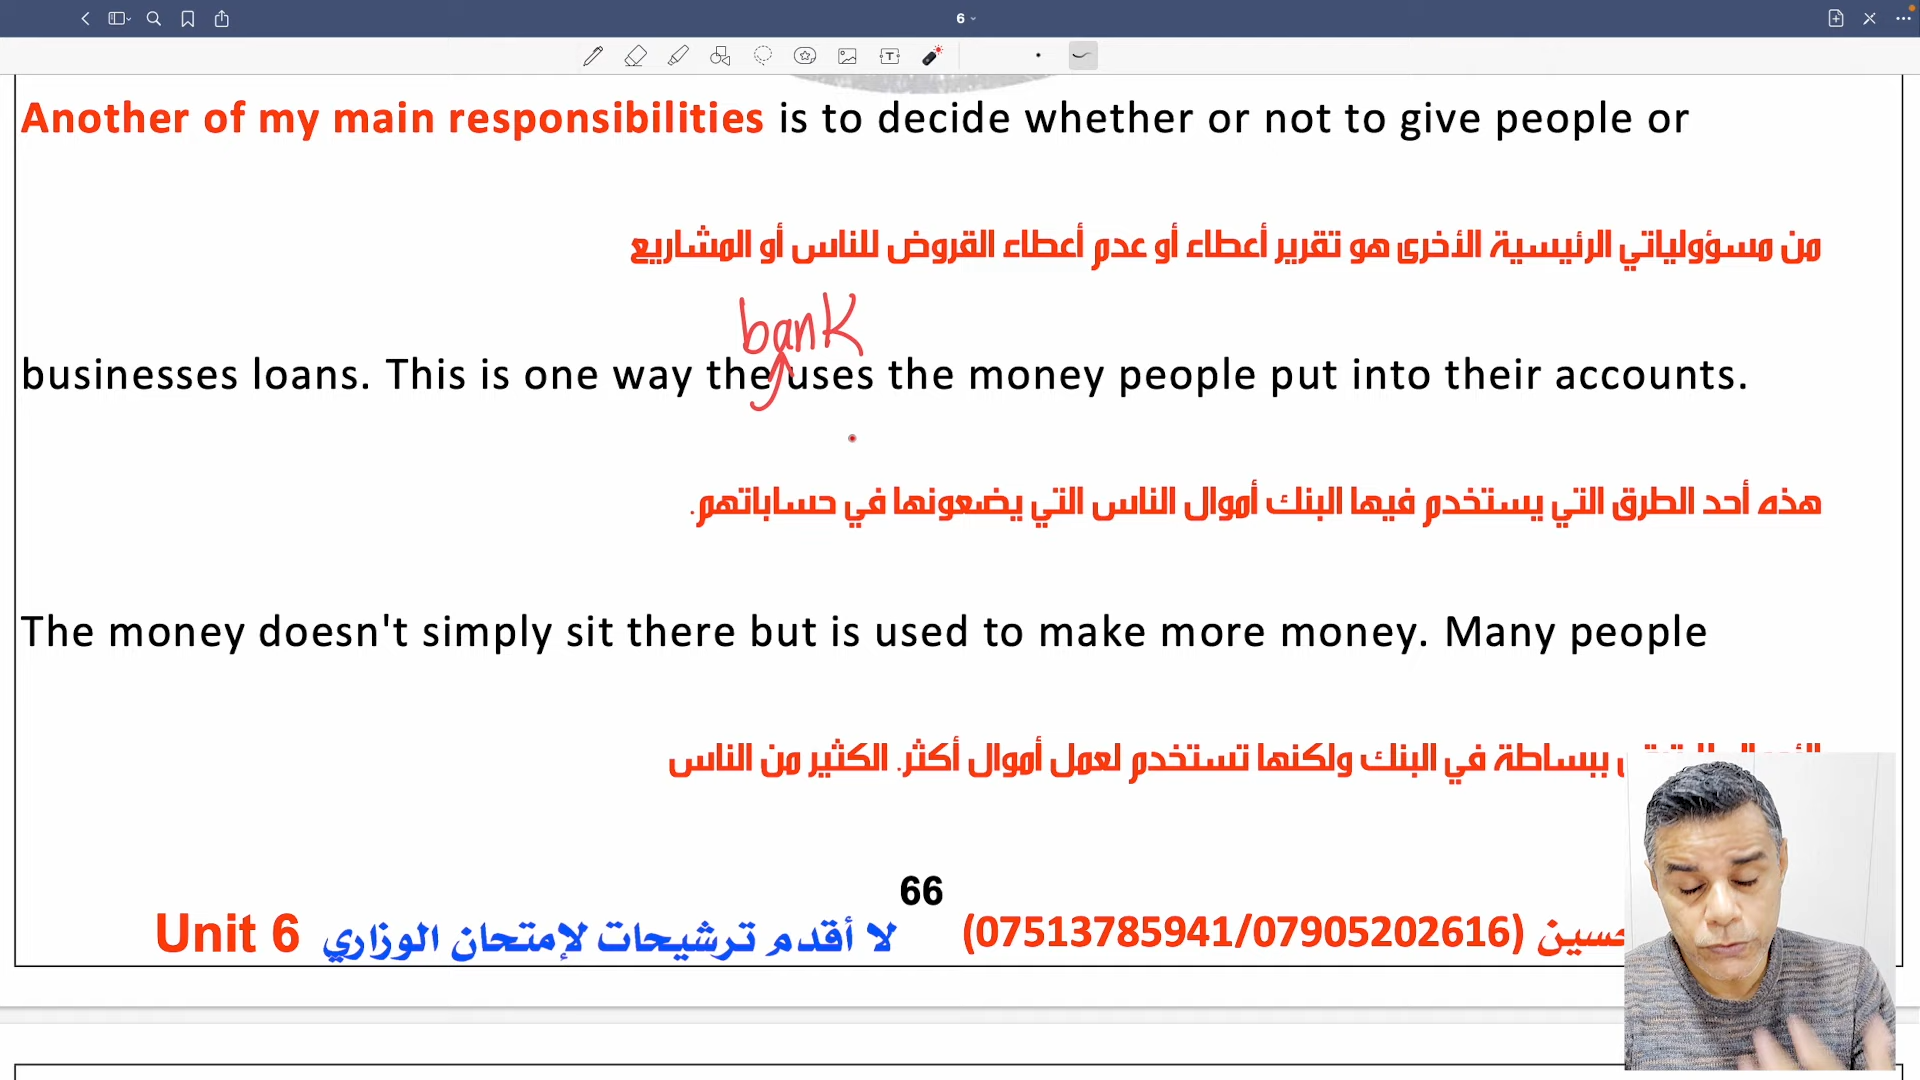 6
Another of my main responsibilities is to decide whether or not to give people or
من مسؤولياتي الرئيسية الأخرى هو تقرير أعطاء أو عدم أعطاء القروض للناس أو المشاريع
bank
businesses loans. This is one way the uses the money people put into their accounts.
هذه أحد الطرق التي يستخدم فيها البنك أموال الناس التي يضعونها في حساباتهم.
The money doesn't simply sit there but is used to make more money. Many people
ببساطة في البنك ولكنها تستخدم لعمل أموال أكثر. الكثير من الناس
66
(07513785941/07905202616) لا أقدم ترشيحات لإمتحان الوزاري Unit 6